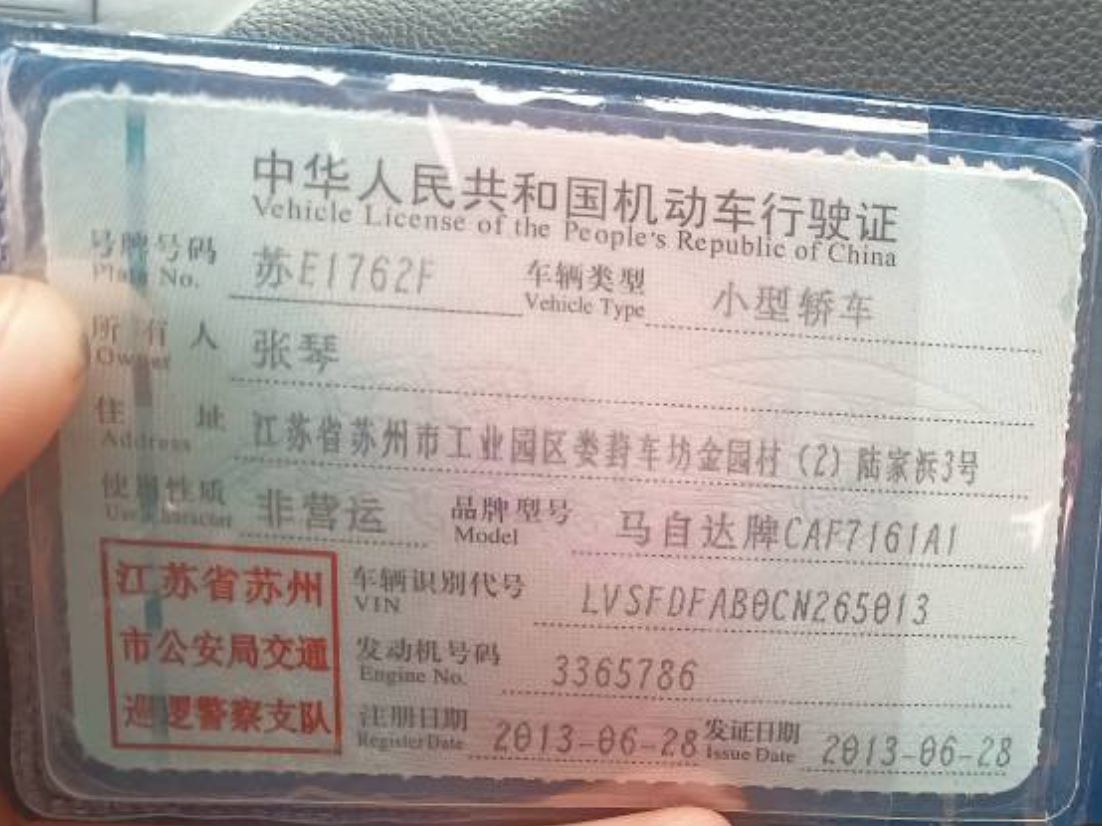 中华人民共和国机动车行驶证
Vehicle License of the People's Republic of China
号牌号码 苏E1762F 车辆类型 小型轿车
Plate No. Vehicle Type
所有人 张琴
Owner
住址 江苏省苏州市工业园区娄葑车坊金园村（2）陆家浜3号
Address
使用性质 非营运 品牌型号 马自达牌CAF7161A1
Use Character Model
江苏省苏州
市公安局交通
巡逻警察支队
车辆识别代号 LVSFDFAB0CN265013
VIN
发动机号码 3365786
Engine No.
注册日期 2013-06-28 发证日期 2013-06-28
Register Date Issue Date